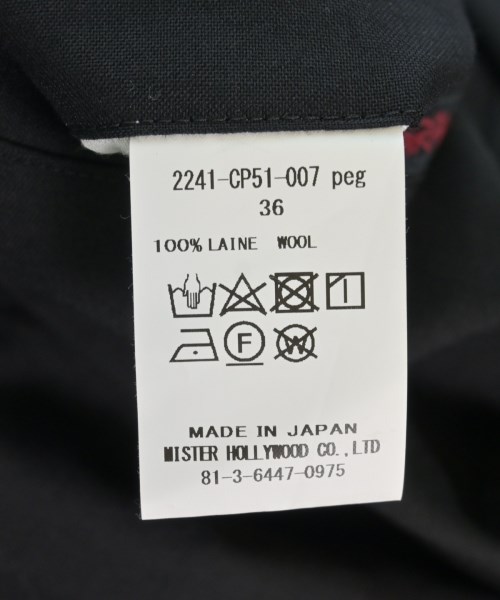 2241-CP51-007 peg
36
100% LAINE WOOL
F
W
MADE IN JAPAN
MISTER HOLLYWOOD CO.,LTD
81-3-6447-0975